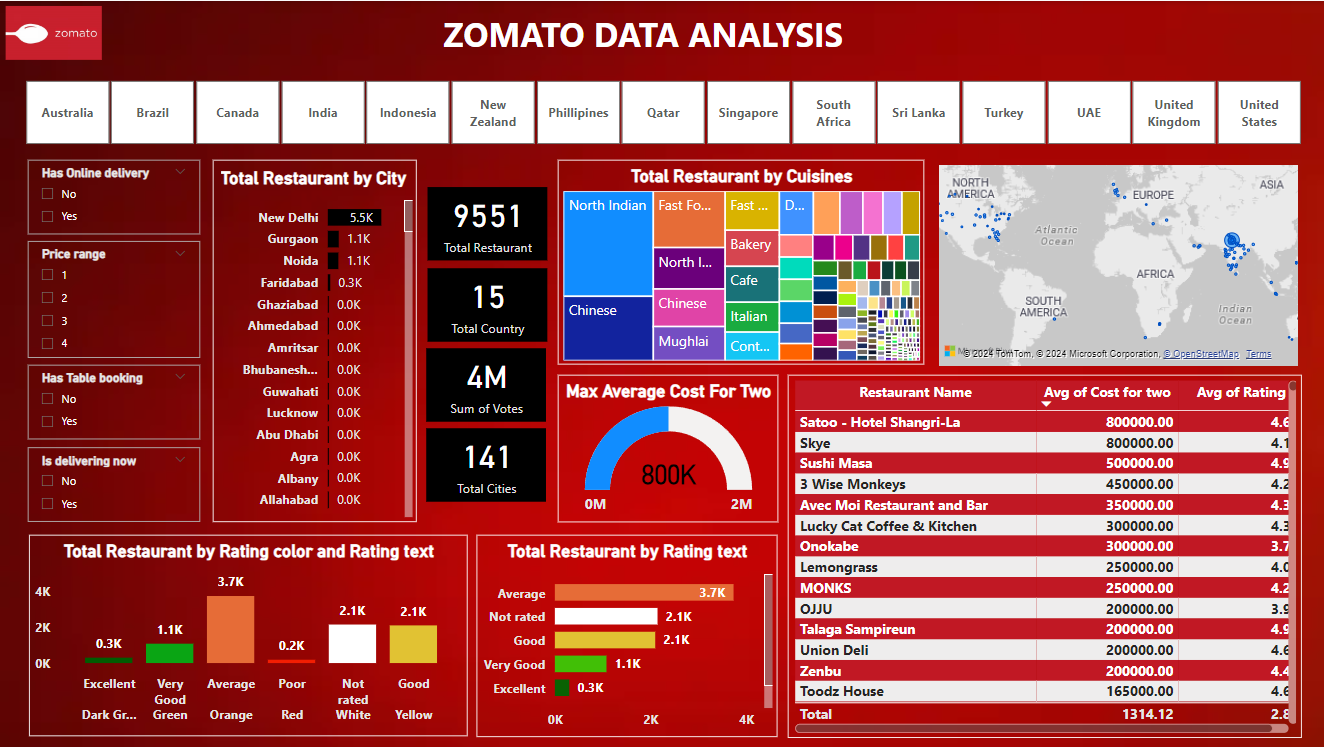 zomato
ZOMATO DATA ANALYSIS
Australia
Brazil
Canada
India
Indonesia
New
Zealand
Phillipines
Qatar
Singapore
South
Africa
Sri Lanka
Turkey
UAE
United
Kingdom
United
States
Has Online delivery
No
Yes
Price range
1
2
3
4
Has Table booking
No
Yes
Is delivering now
No
Yes
Total Restaurant by City
New Delhi 5.5K
Gurgaon 1.1K
Noida 1.1K
Faridabad 0.3K
Ghaziabad 0.0K
Ahmedabad 0.0K
Amritsar 0.0K
Bhubanesh... 0.0K
Guwahati 0.0K
Lucknow 0.0K
Abu Dhabi 0.0K
Agra 0.0K
Albany 0.0K
Allahabad 0.0K
9551
Total Restaurant
15
Total Country
4M
Sum of Votes
141
Total Cities
Total Restaurant by Cuisines
North Indian
Chinese
Fast Fo...
North I...
Chinese
Mughlai
Fast ...
Bakery
Cafe
Italian
Cont...
D...
NORTH
AMERICA
EUROPE
ASIA
Atlantic
Ocean
AFRICA
SOUTH
AMERICA
Indian
Ocean
© 2024 TomTom, © 2024 Microsoft Corporation, © OpenStreetMap Terms
Max Average Cost For Two
800K
0M
2M
Restaurant Name Avg of Cost for two Avg of Rating
Satoo - Hotel Shangri-La 800000.00 4.6
Skye 800000.00 4.1
Sushi Masa 500000.00 4.9
3 Wise Monkeys 450000.00 4.2
Avec Moi Restaurant and Bar 350000.00 4.3
Lucky Cat Coffee & Kitchen 300000.00 4.3
Onokabe 300000.00 3.7
Lemongrass 250000.00 4.0
MONKS 250000.00 4.2
OJJU 200000.00 3.9
Talaga Sampireun 200000.00 4.9
Union Deli 200000.00 4.6
Zenbu 200000.00 4.4
Toodz House 165000.00 4.6
Total 1314.12 2.8
Total Restaurant by Rating color and Rating text
4K
2K
0K
0.3K
1.1K
3.7K
0.2K
2.1K
2.1K
Excellent
Very
Good
Average
Poor
Not
rated
Good
Dark Gr...
Green
Orange
Red
White
Yellow
Total Restaurant by Rating text
Average 3.7K
Not rated 2.1K
Good 2.1K
Very Good 1.1K
Excellent 0.3K
0K 2K 4K